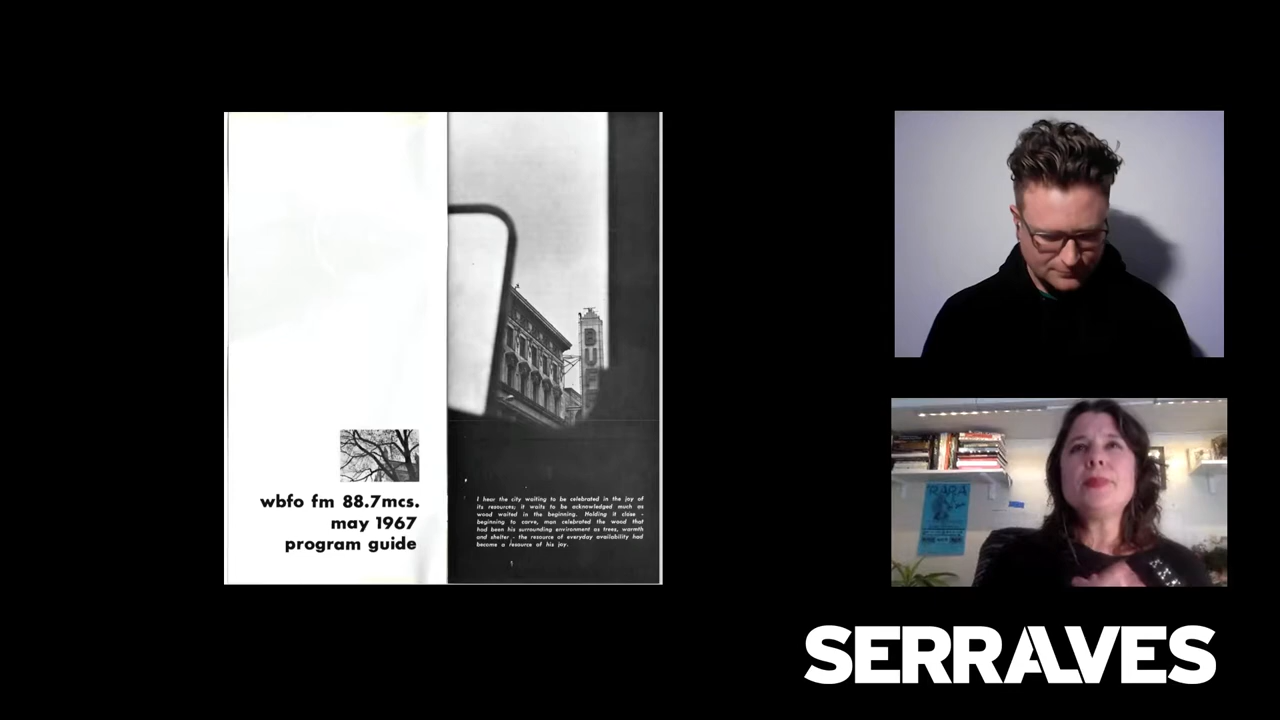 wbfo fm 88.7mcs.
may 1967
program guide
BUF
I hear the city waiting to be celebrated in the joy of
its resources; it waits to be acknowledged much as
wood waited in the beginning. Holding it close -
beginning to carve, man celebrated the wood that
had been his surrounding environment as trees, warmth
and shelter - the resource of everyday availability had
become a resource of his joy.
RARA
SERRALVES